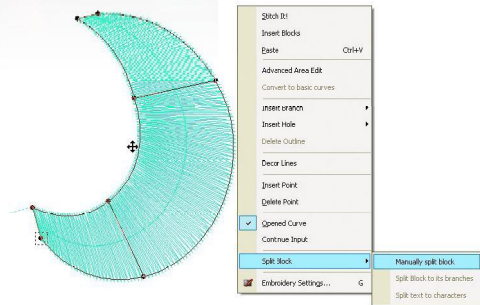 Stitch It!
Insert Blocks
Paste Ctrl+V
Advanced Area Edit
Convert to basic curves
Insert Branch
Insert Hole
Delete Outline
Decor Lines
Insert Point
Delete Point
Opened Curve
Continue Input
Split Block
Manually split block
Split Block to its branches
Embroidery Settings... G
Split text to characters